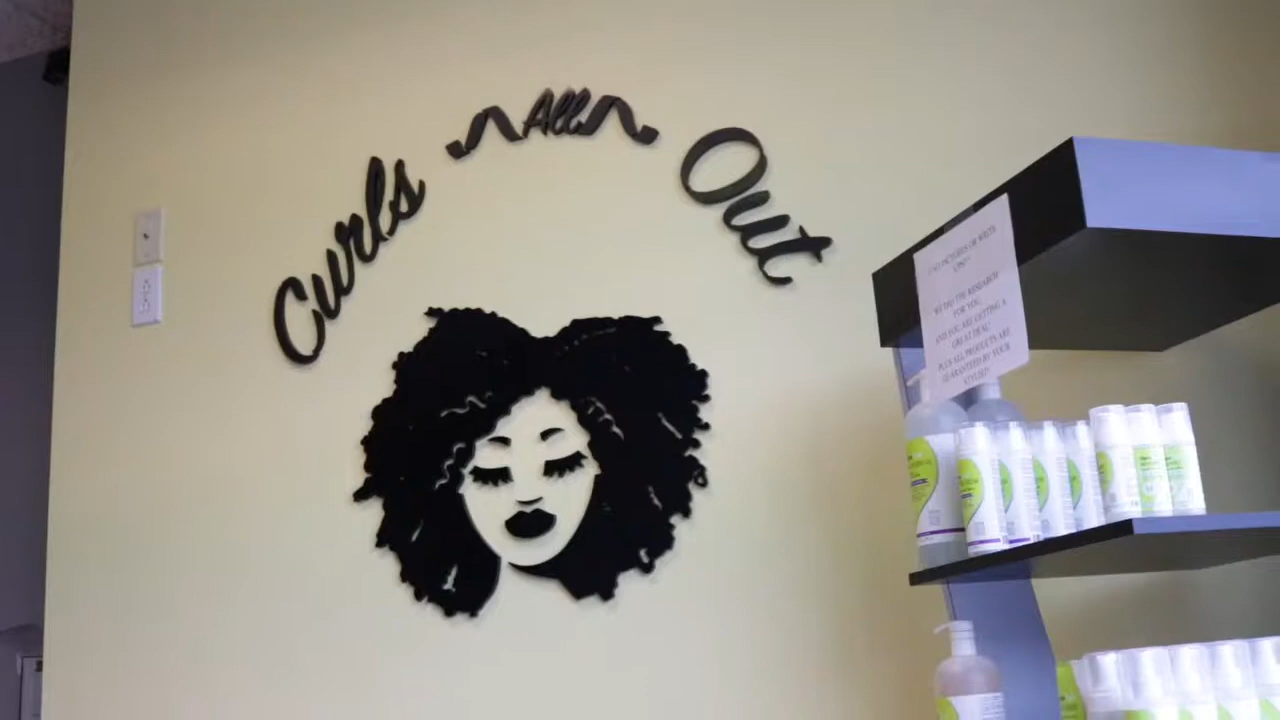 Curls
All
Out
WE DID THE RESEARCH
FOR YOU,
AND YOU ARE GETTING A
GREAT DEAL!
PLUS ALL PRODUCTS ARE
GUARANTEED BY YOUR
STYLIST!